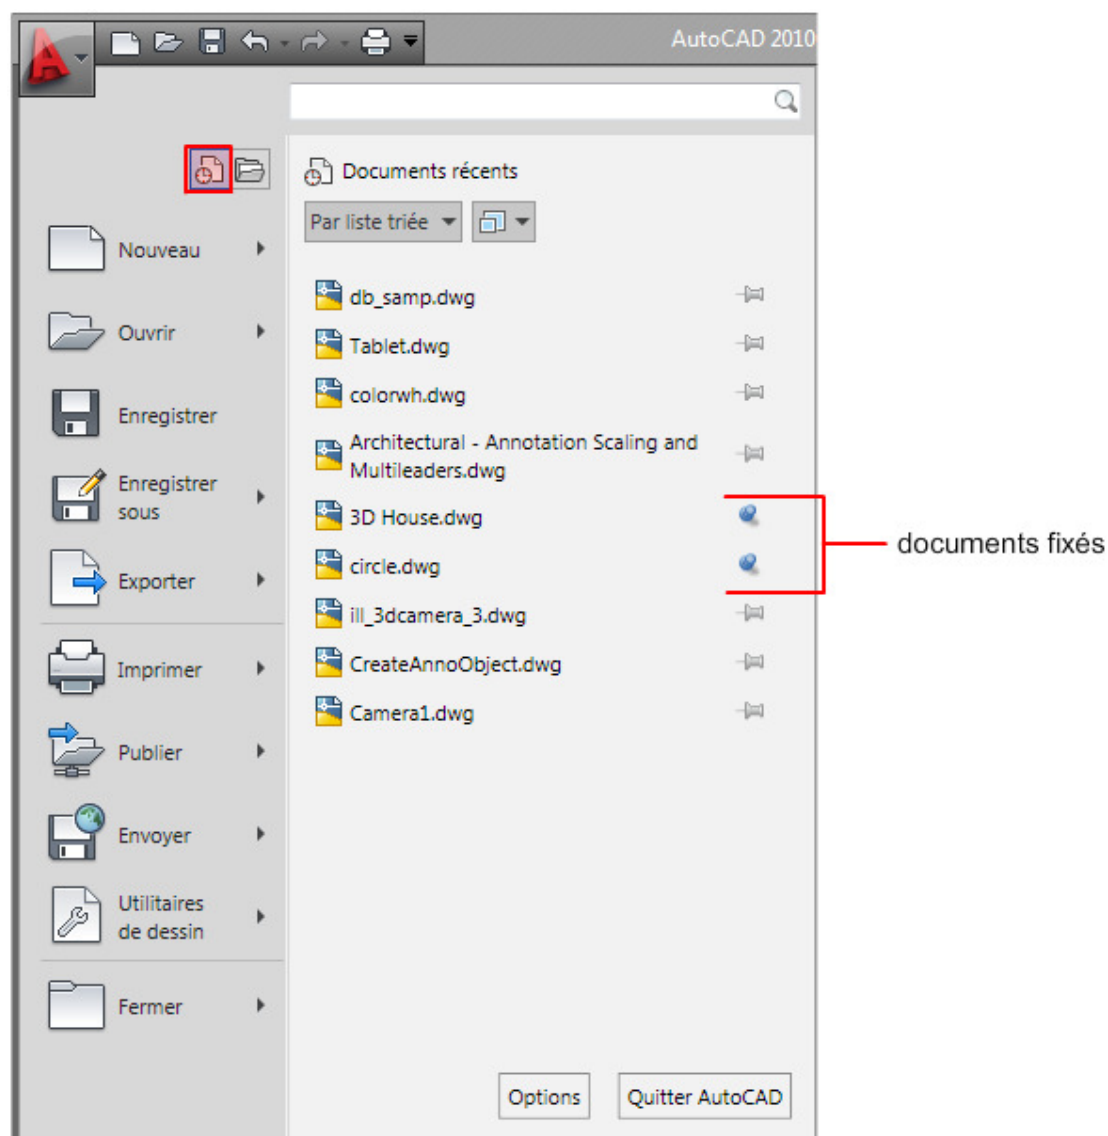 AutoCAD 2010
Documents récents
Par liste triée
Nouveau
Ouvrir
Enregistrer
Enregistrer
sous
Exporter
Imprimer
Publier
Envoyer
Utilitaires
de dessin
Fermer
db_samp.dwg
Tablet.dwg
colorwh.dwg
Architectural - Annotation Scaling and
Multileaders.dwg
3D House.dwg
circle.dwg
ill_3dcamera_3.dwg
CreateAnnoObject.dwg
Camera1.dwg
documents fixés
Options
Quitter AutoCAD